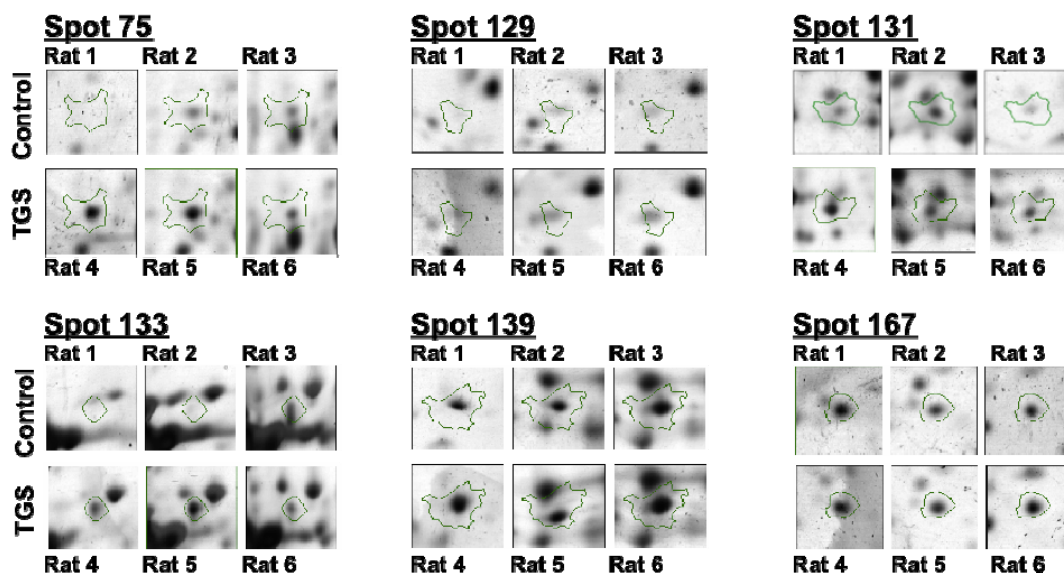 Spot 75
Rat 1 Rat 2 Rat 3
Control
TGS
Rat 4 Rat 5 Rat 6
Spot 129
Rat 1 Rat 2 Rat 3
Rat 4 Rat 5 Rat 6
Spot 131
Rat 1 Rat 2 Rat 3
Rat 4 Rat 5 Rat 6
Spot 133
Rat 1 Rat 2 Rat 3
Control
TGS
Rat 4 Rat 5 Rat 6
Spot 139
Rat 1 Rat 2 Rat 3
Rat 4 Rat 5 Rat 6
Spot 167
Rat 1 Rat 2 Rat 3
Rat 4 Rat 5 Rat 6